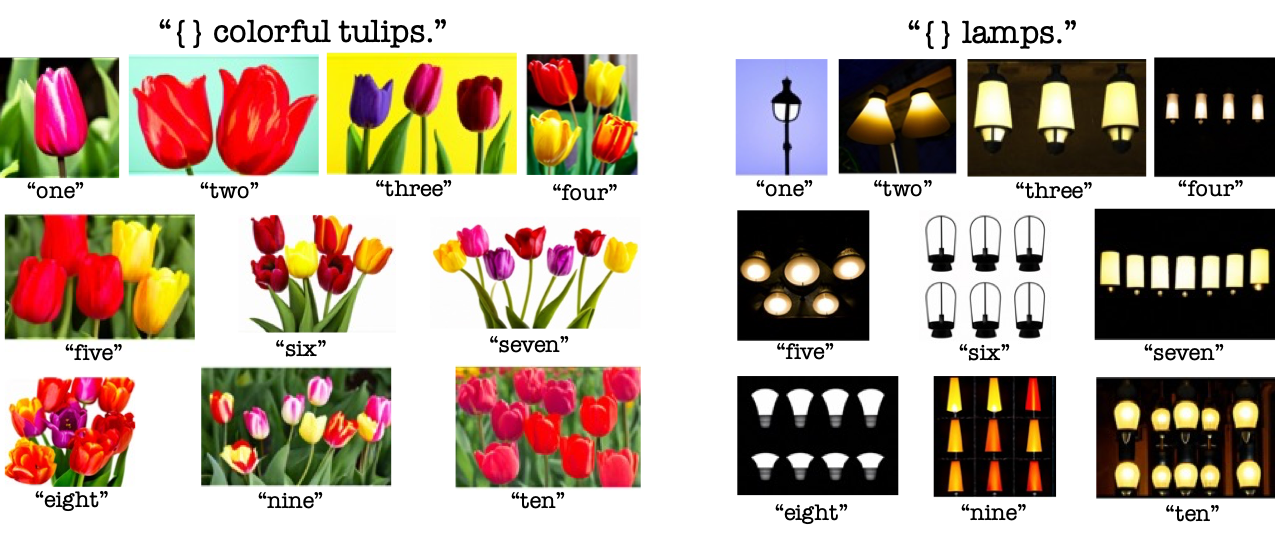 “{} colorful tulips.”
“one” “two” “three” “four”
“five” “six” “seven”
“eight” “nine” “ten”
“{} lamps.”
“one” “two” “three” “four”
“five” “six” “seven”
“eight” “nine” “ten”